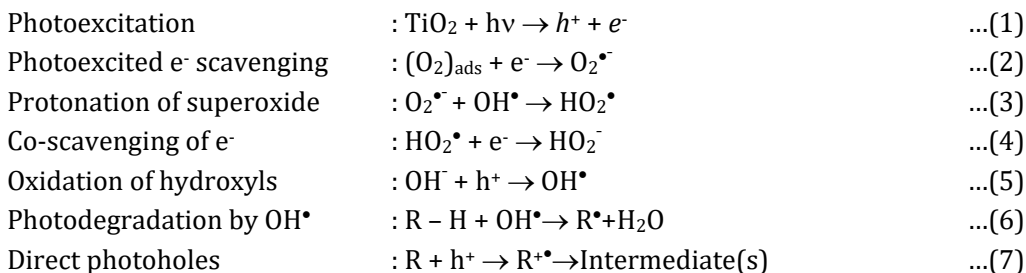 Photoexcitation : TiO₂ + hν → h⁺ + e⁻ …(1)
Photoexcited e⁻ scavenging : (O₂)ads + e⁻ → O₂•⁻ …(2)
Protonation of superoxide : O₂•⁻ + OH• → HO₂• …(3)
Co-scavenging of e⁻ : HO₂• + e⁻ → HO₂⁻ …(4)
Oxidation of hydroxyls : OH⁻ + h⁺ → OH• …(5)
Photodegradation by OH• : R – H + OH•→ R•+H₂O …(6)
Direct photoholes : R + h⁺ → R⁺•→Intermediate(s) …(7)